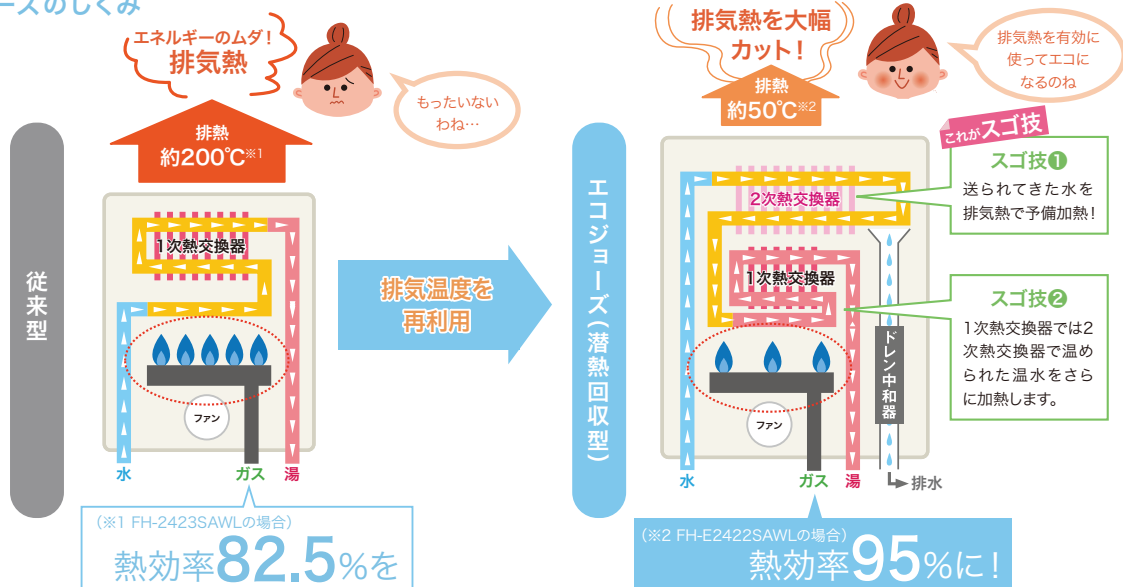 ーズのしくみ
エネルギーのムダ！
排気熱
もったいない
わね…
排熱
約200℃※1
従来型
1次熱交換器
ファン
水
ガス
湯
（※1 FH-2423SAWLの場合）
熱効率82.5%を
排気温度を
再利用
排気熱を大幅
カット！
排気熱を有効に
使ってエコに
なるのね
排熱
約50℃※2
エコジョーズ（潜熱回収型）
2次熱交換器
1次熱交換器
ファン
ドレン中和器
水
ガス
湯
排水
これがスゴ技
スゴ技❶
送られてきた水を
排気熱で予備加熱！
スゴ技❷
1次熱交換器では2
次熱交換器で温め
られた温水をさら
に加熱します。
（※2 FH-E2422SAWLの場合）
熱効率95%に！